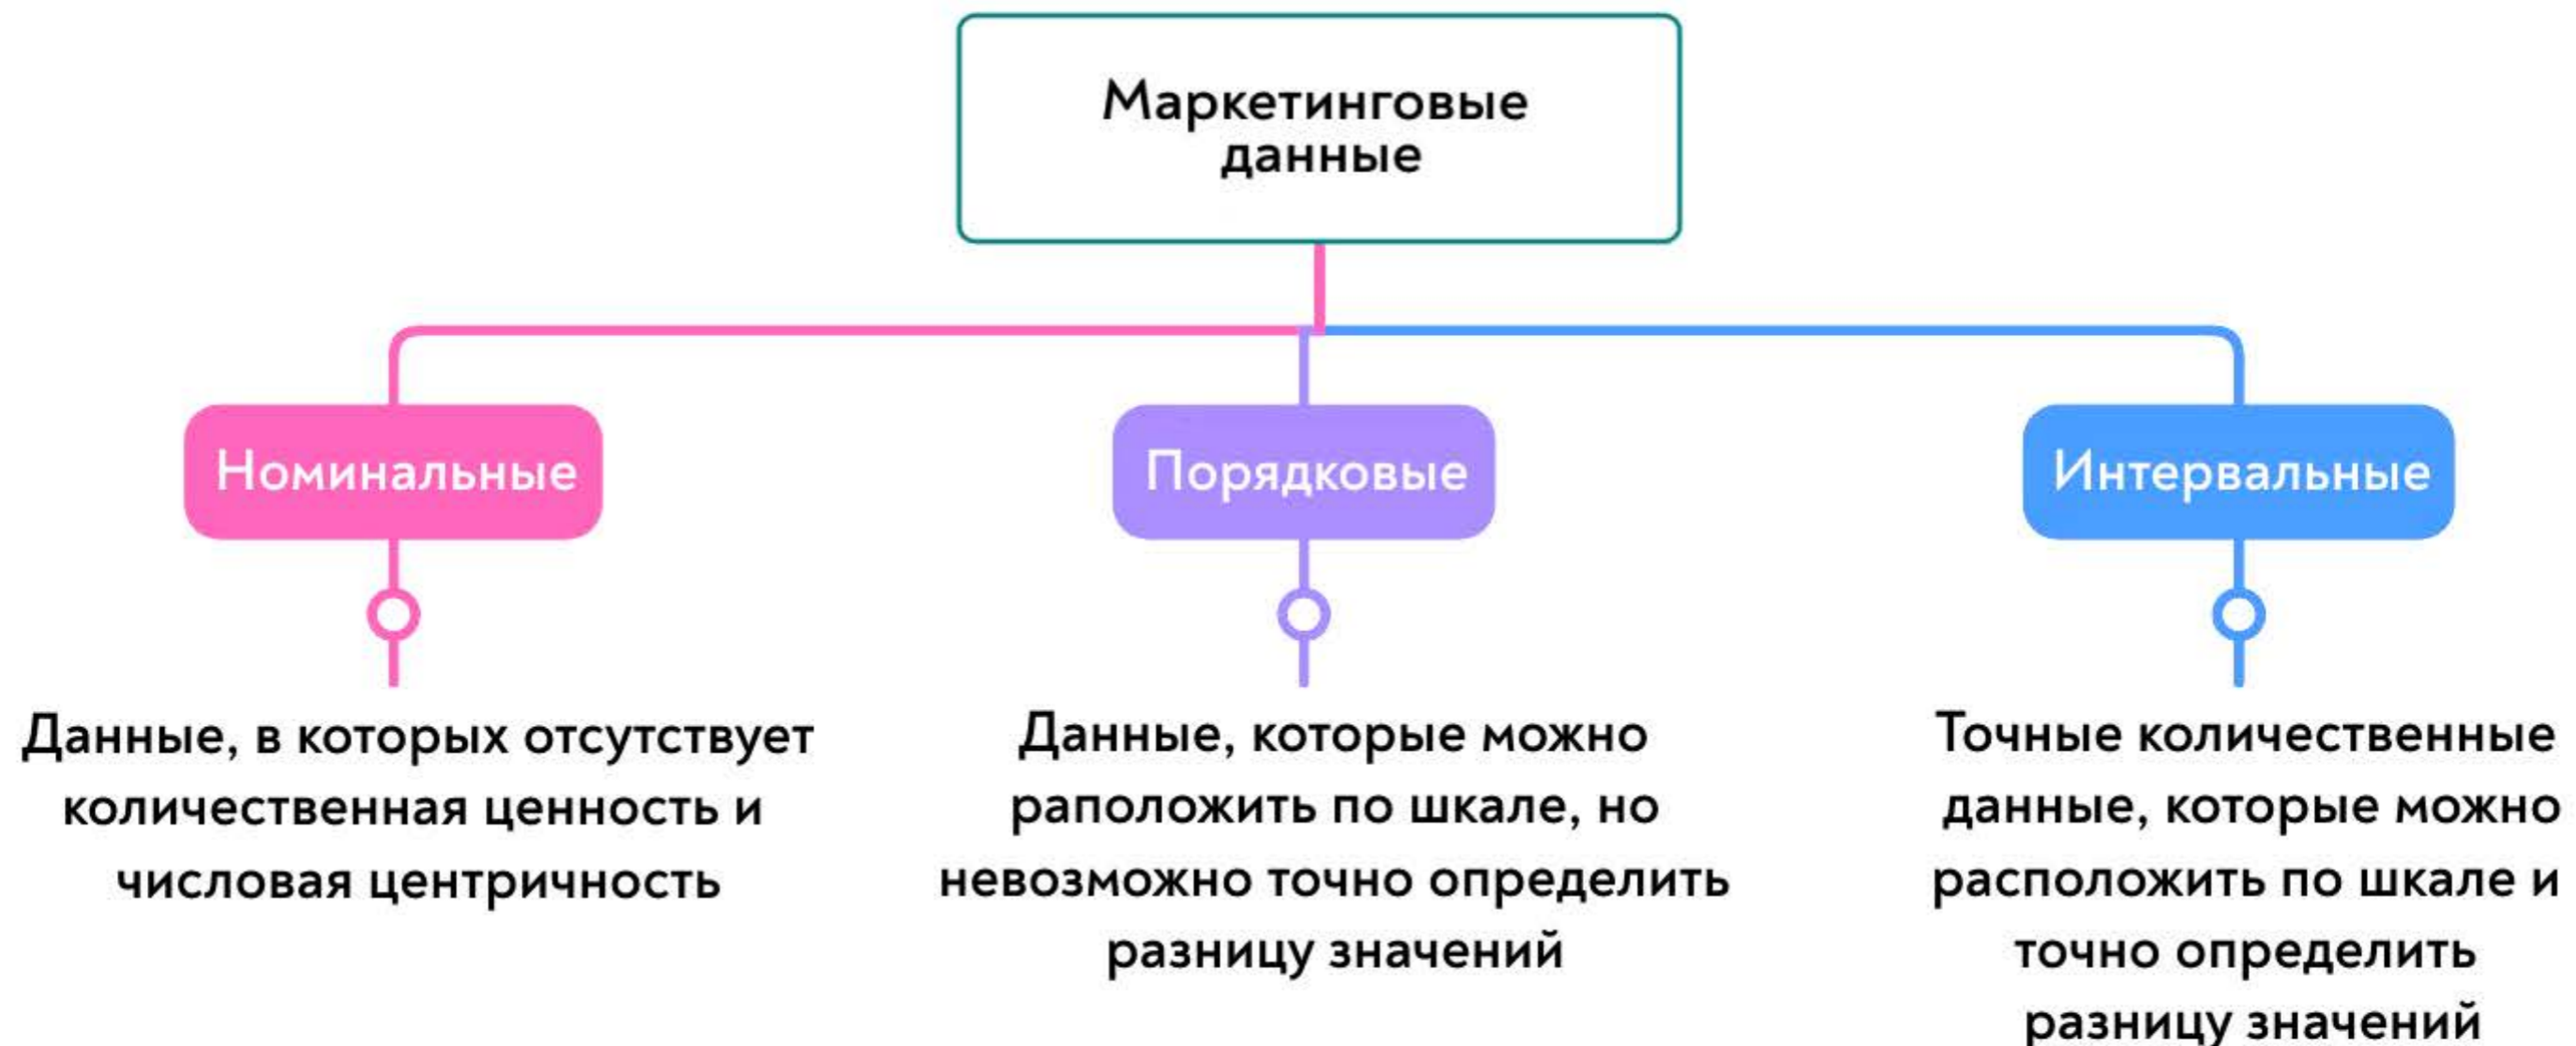 Маркетинговые
данные
Номинальные
Порядковые
Интервальные
Данные, в которых отсутствует
количественная ценность и
числовая центричность
Данные, которые можно
раположить по шкале, но
невозможно точно определить
разницу значений
Точные количественные
данные, которые можно
расположить по шкале и
точно определить
разницу значений